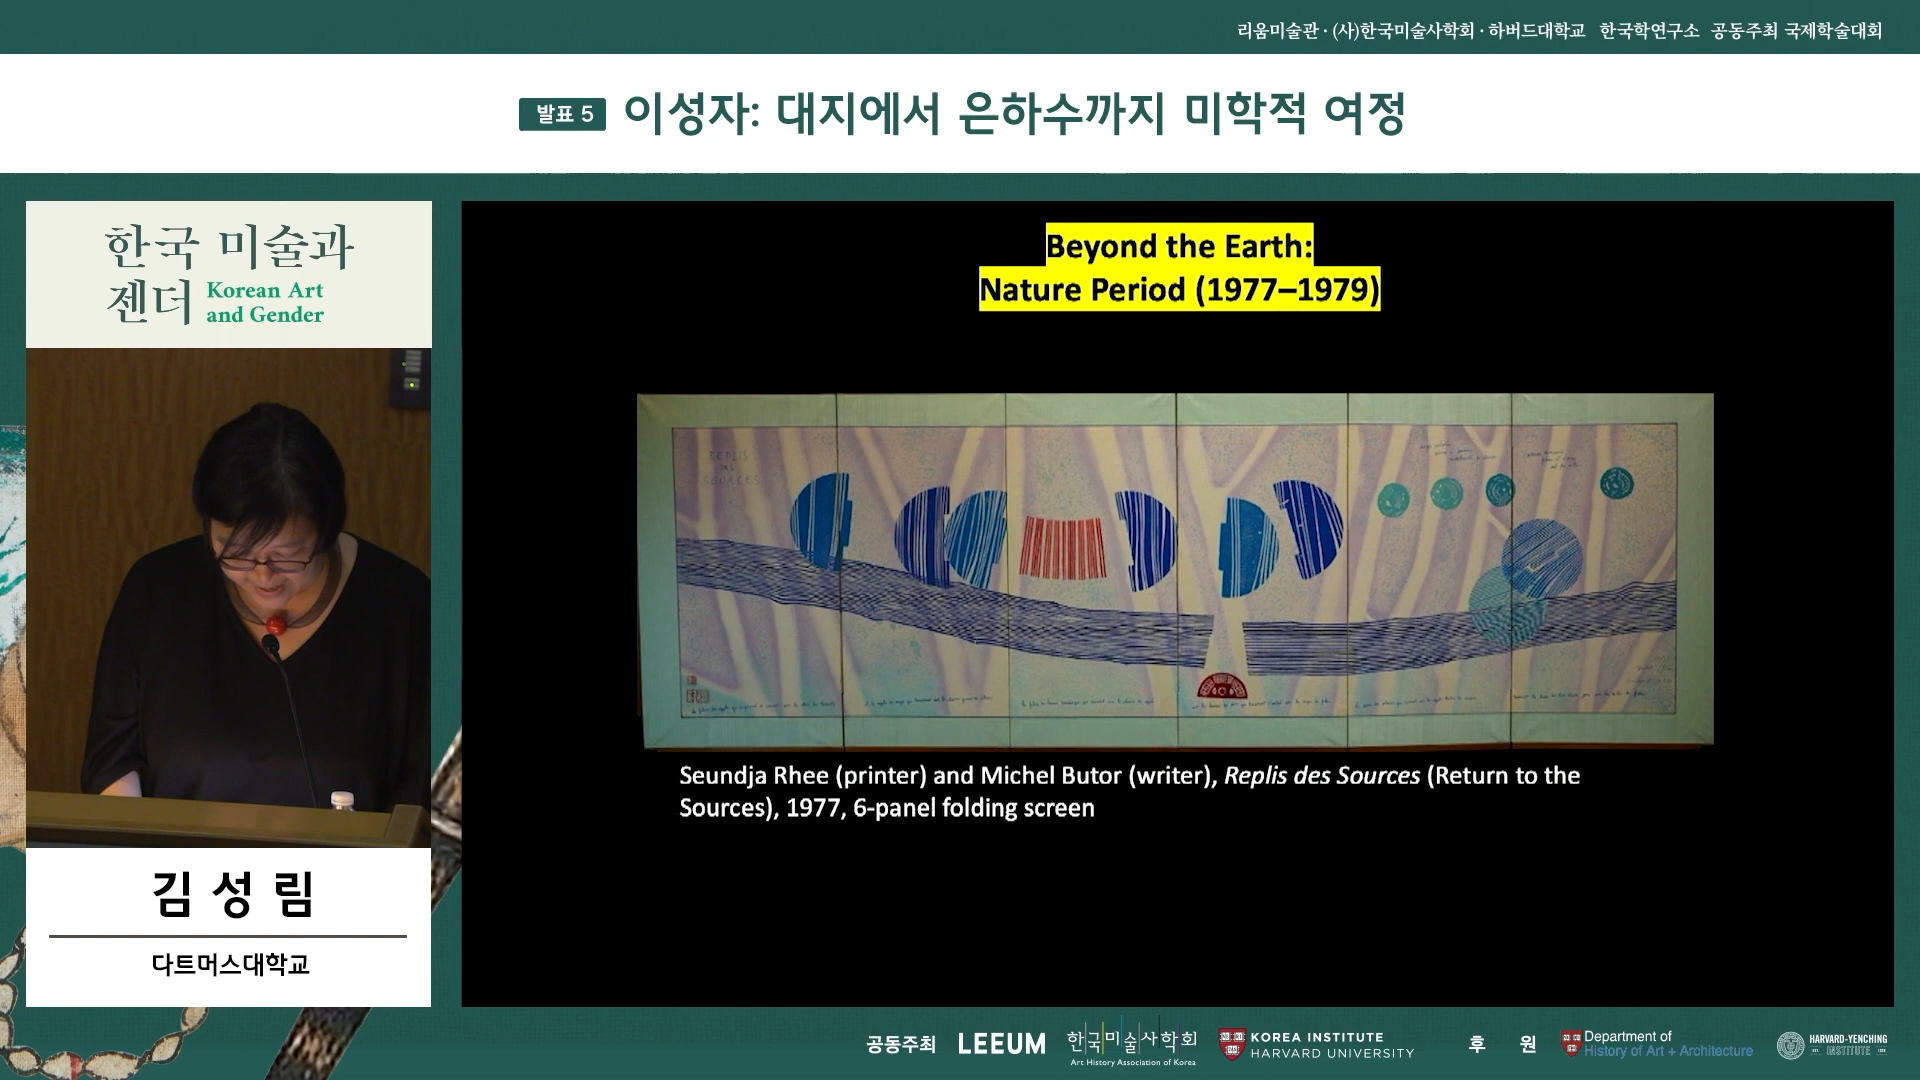 리움미술관 · (사)한국미술사학회 · 하버드대학교 한국학연구소 공동주최 국제학술대회
발표 5 이성자: 대지에서 은하수까지 미학적 여정
한국 미술과
젠더 Korean Art
and Gender
Beyond the Earth:
Nature Period (1977–1979)
REPLIS
DES
SOURCES
Seundja Rhee (printer) and Michel Butor (writer), Replis des Sources (Return to the
Sources), 1977, 6-panel folding screen
김성림
다트머스대학교
공동주최 LEEUM 한국미술사학회
Art History Association of Korea
KOREA INSTITUTE
HARVARD UNIVERSITY
후 원
Department of
History of Art + Architecture
HARVARD-YENCHING
INSTITUTE